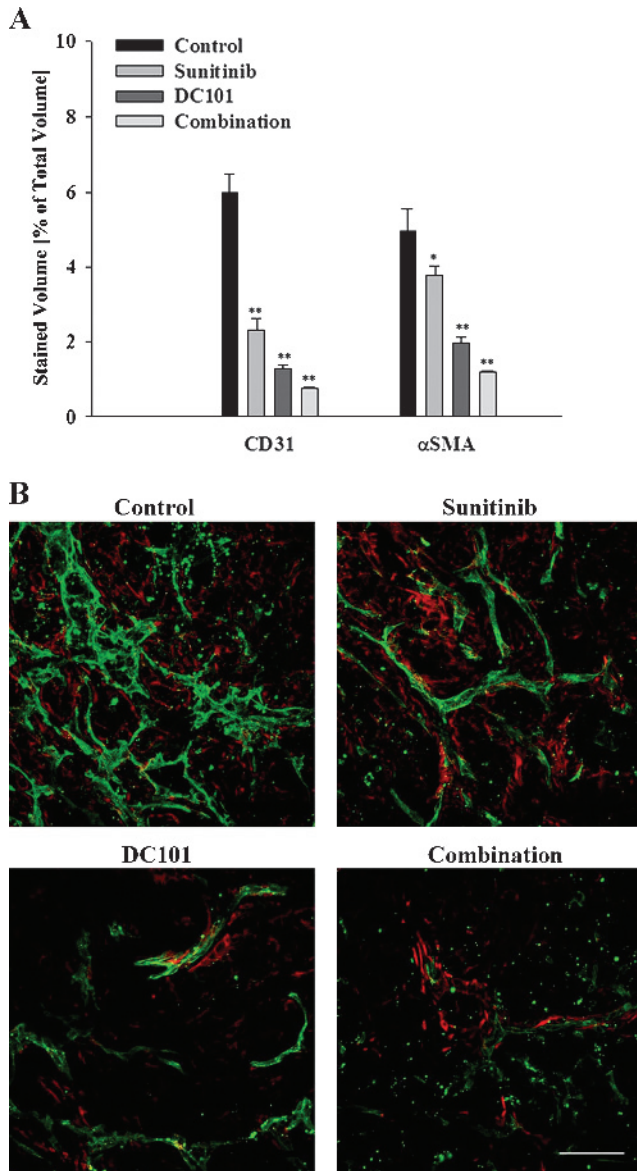 A
10
8
6
4
2
0
Stained Volume [% of Total Volume]
Control
Sunitinib
DC101
Combination
**
**
**
*
**
**
CD31
αSMA
B
Control
Sunitinib
DC101
Combination